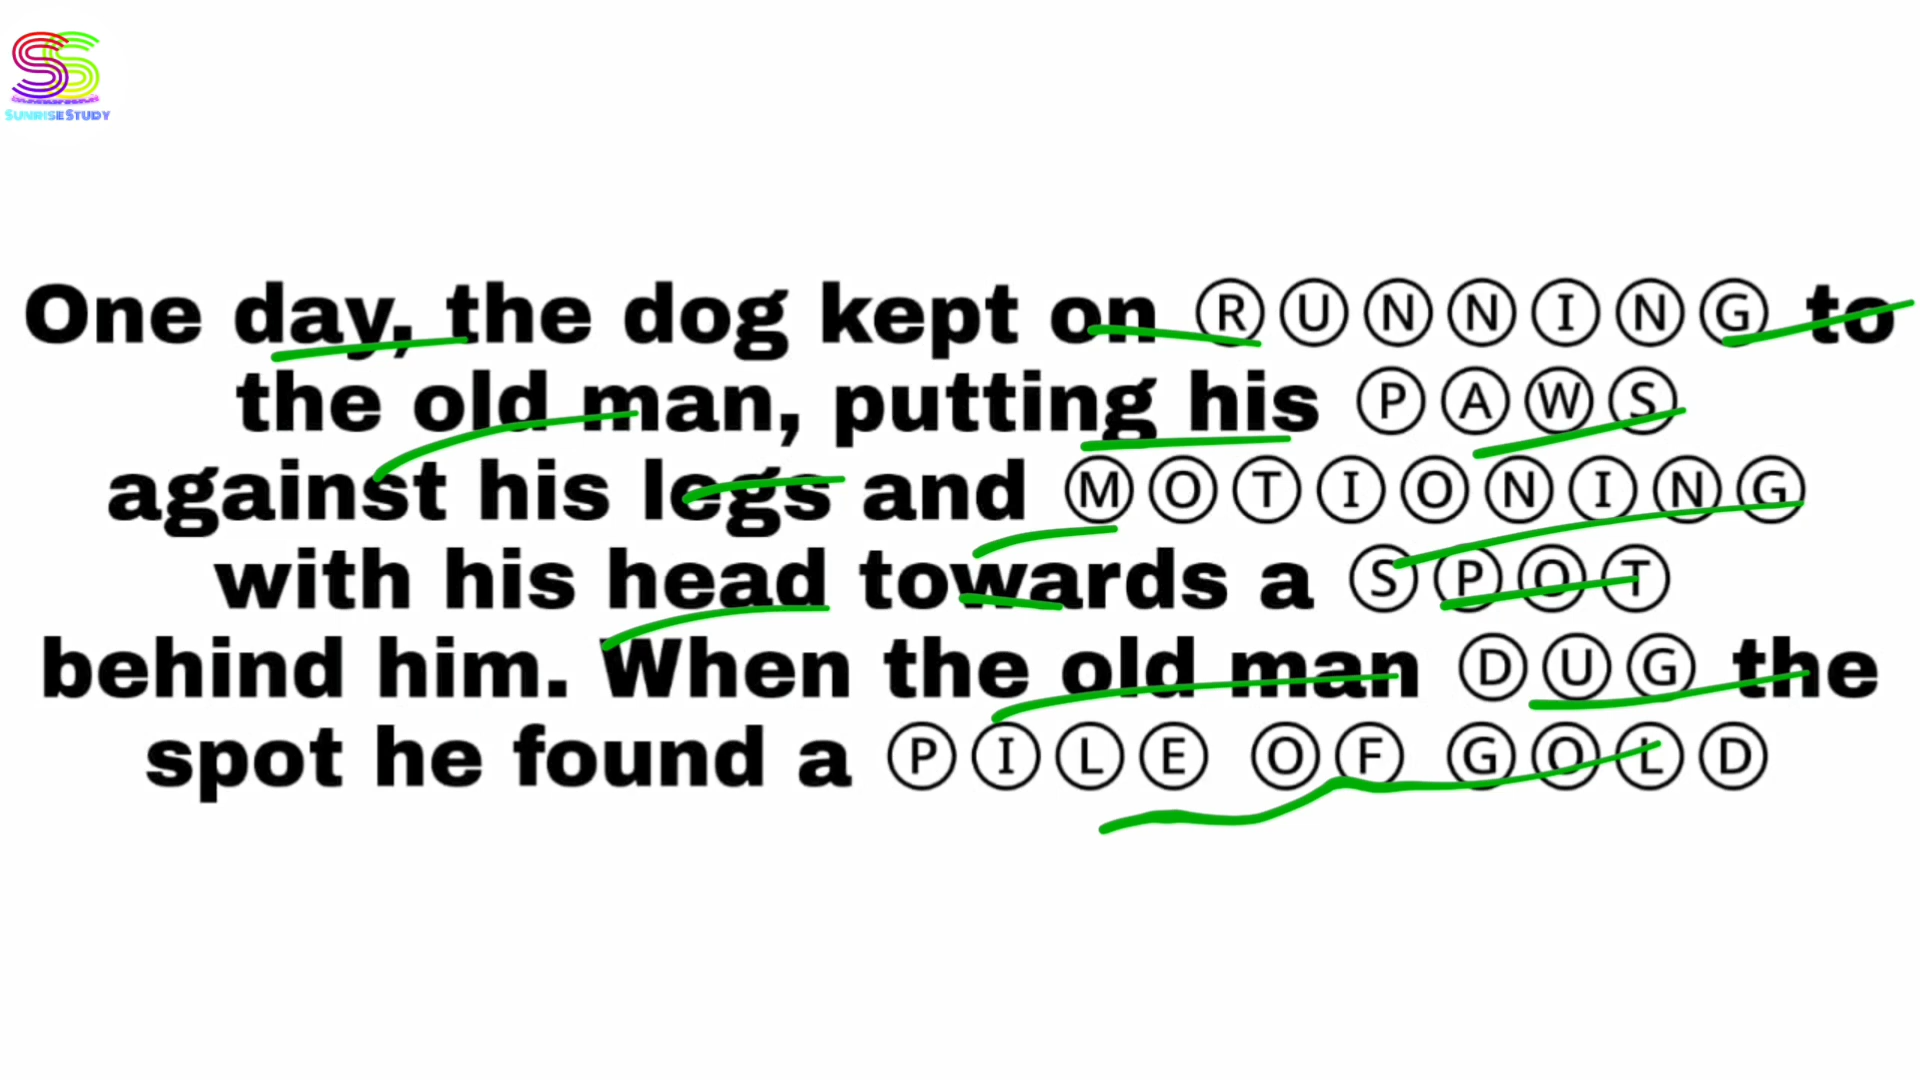 SS
SUNRISESTUDY
One day, the dog kept on ⓇⓊⓃⓃⒾⓃⒼ to
the old man, putting his ⓅⒶⓌⓈ
against his legs and ⓂⓄⓉⒾⓄⓃⒾⓃⒼ
with his head towards a ⓈⓅⓄⓉ
behind him. When the old man ⒹⓊⒼ the
spot he found a ⓅⒾⓁⒺ ⓄⒻ ⒼⓄⓁⒹ